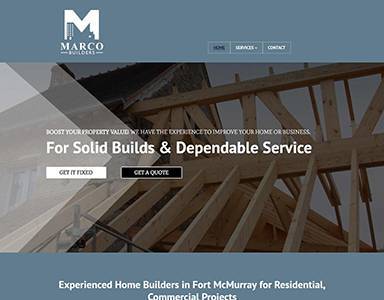 M
MARCO
BUILDERS
HOME SERVICES CONTACT
BOOST YOUR PROPERTY VALUE! WE HAVE THE EXPERIENCE TO IMPROVE YOUR HOME OR BUSINESS.
For Solid Builds & Dependable Service
GET IT FIXED GET A QUOTE
Experienced Home Builders in Fort McMurray for Residential,
Commercial Projects